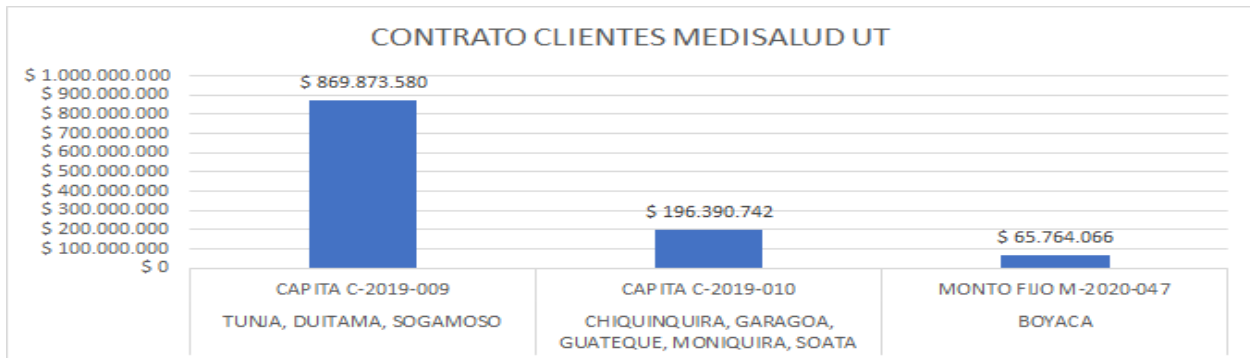 CONTRATO CLIENTES MEDISALUD UT
$ 1.000.000.000
$ 900.000.000
$ 800.000.000
$ 700.000.000
$ 600.000.000
$ 500.000.000
$ 400.000.000
$ 300.000.000
$ 200.000.000
$ 100.000.000
$ 0
$ 869.873.580
$ 196.390.742
$ 65.764.066
CAPITA C-2019-009
CAPITA C-2019-010
MONTO FIJO M-2020-047
TUNJA, DUITAMA, SOGAMOSO
CHIQUINQUIRA, GARAGOA,
GUATEQUE, MONIQUIRA, SOATA
BOYACA